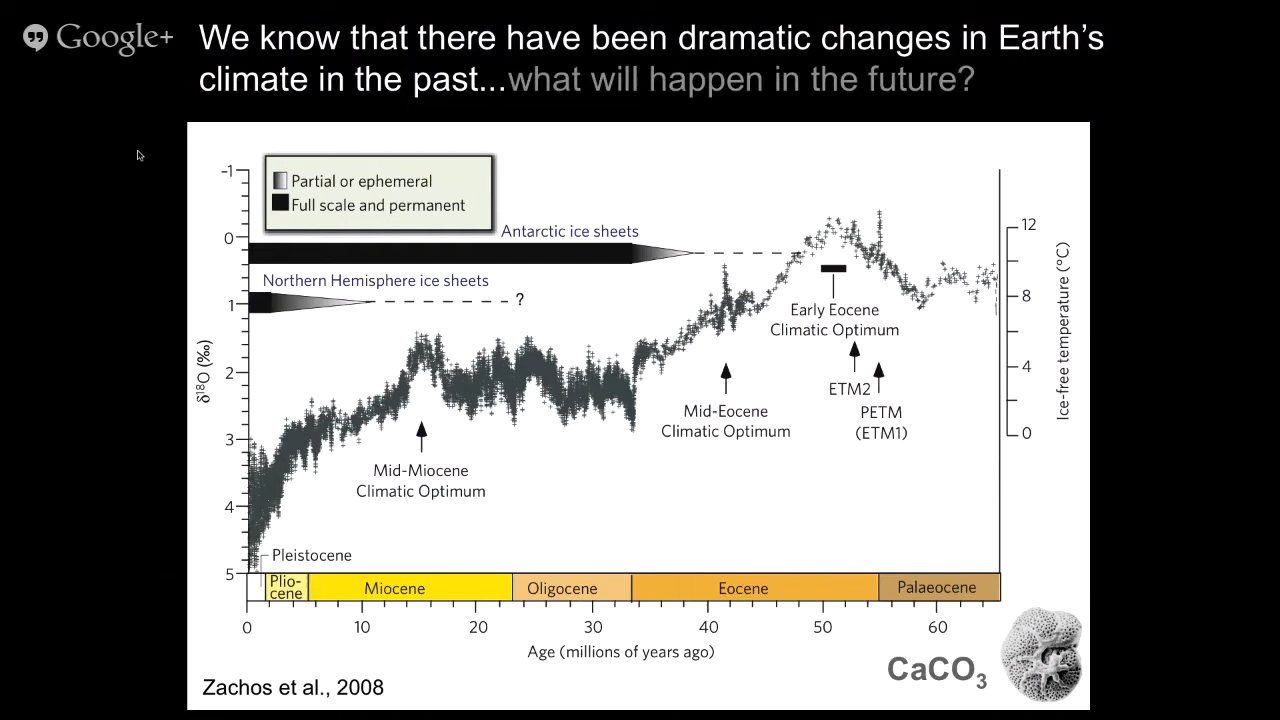 Google+
We know that there have been dramatic changes in Earth's
climate in the past...what will happen in the future?
Partial or ephemeral
Full scale and permanent
Antarctic ice sheets
Northern Hemisphere ice sheets
?
Early Eocene
Climatic Optimum
ETM2
PETM
(ETM1)
Mid-Eocene
Climatic Optimum
Mid-Miocene
Climatic Optimum
δ¹⁸O (‰)
-1
0
1
2
3
4
5
Ice-free temperature (°C)
12
8
4
0
Pleistocene
Plio-
cene
Miocene
Oligocene
Eocene
Palaeocene
0 10 20 30 40 50 60
Age (millions of years ago)
CaCO₃
Zachos et al., 2008